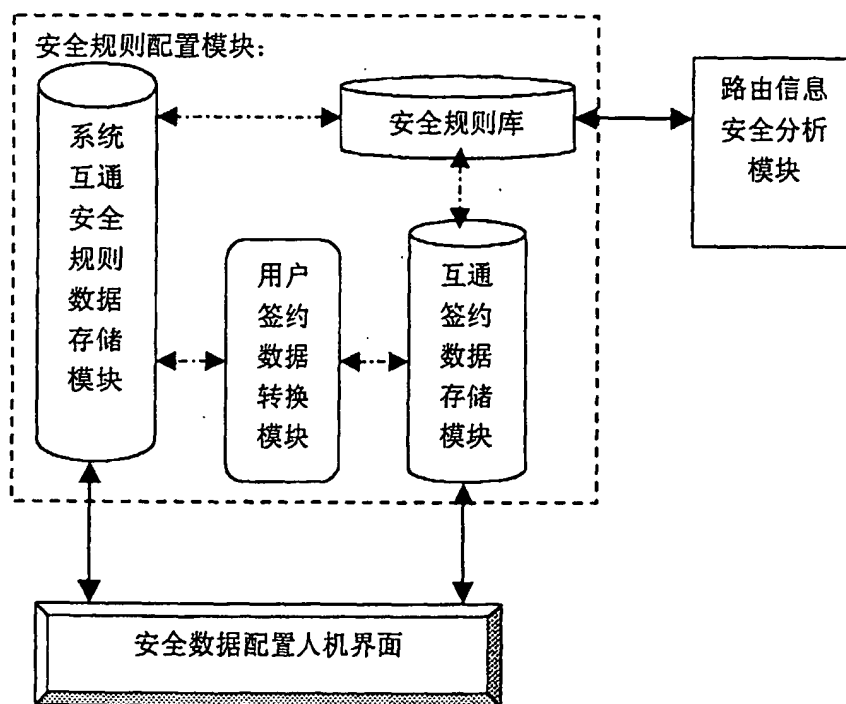 安全规则配置模块：
系统
互通
安全
规则
数据
存储
模块
安全规则库
路由信息
安全分析
模块
用户
签约
数据
转换
模块
互通
签约
数据
存储
模块
安全数据配置人机界面